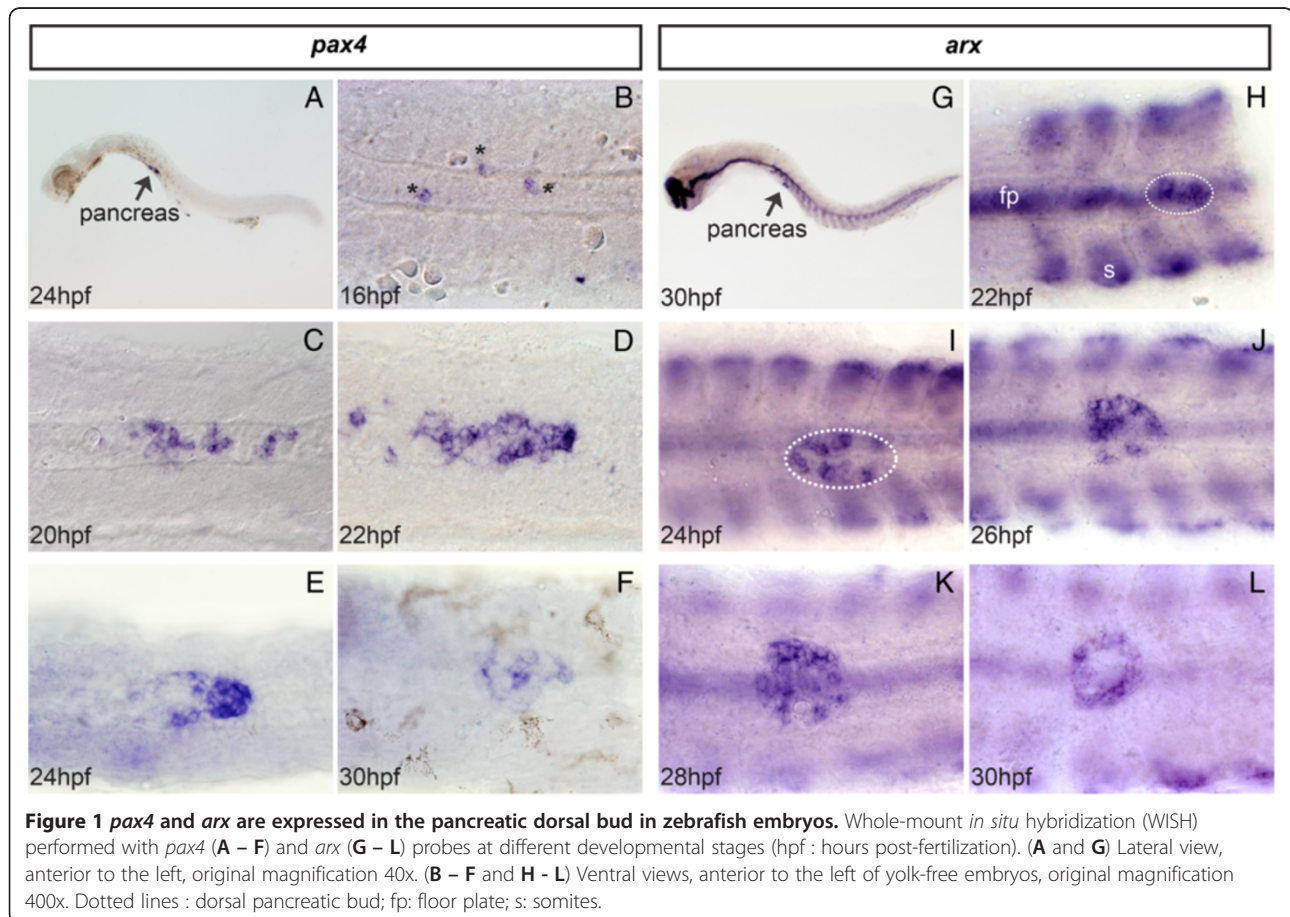 pax4
arx
A
pancreas
24hpf
B
*
*
*
16hpf
G
pancreas
30hpf
H
fp
s
22hpf
C
20hpf
D
22hpf
I
24hpf
J
26hpf
E
24hpf
F
30hpf
K
28hpf
L
30hpf
Figure 1 pax4 and arx are expressed in the pancreatic dorsal bud in zebrafish embryos. Whole-mount in situ hybridization (WISH)
performed with pax4 (A – F) and arx (G – L) probes at different developmental stages (hpf : hours post-fertilization). (A and G) Lateral view,
anterior to the left, original magnification 40x. (B – F and H - L) Ventral views, anterior to the left of yolk-free embryos, original magnification
400x. Dotted lines : dorsal pancreatic bud; fp: floor plate; s: somites.